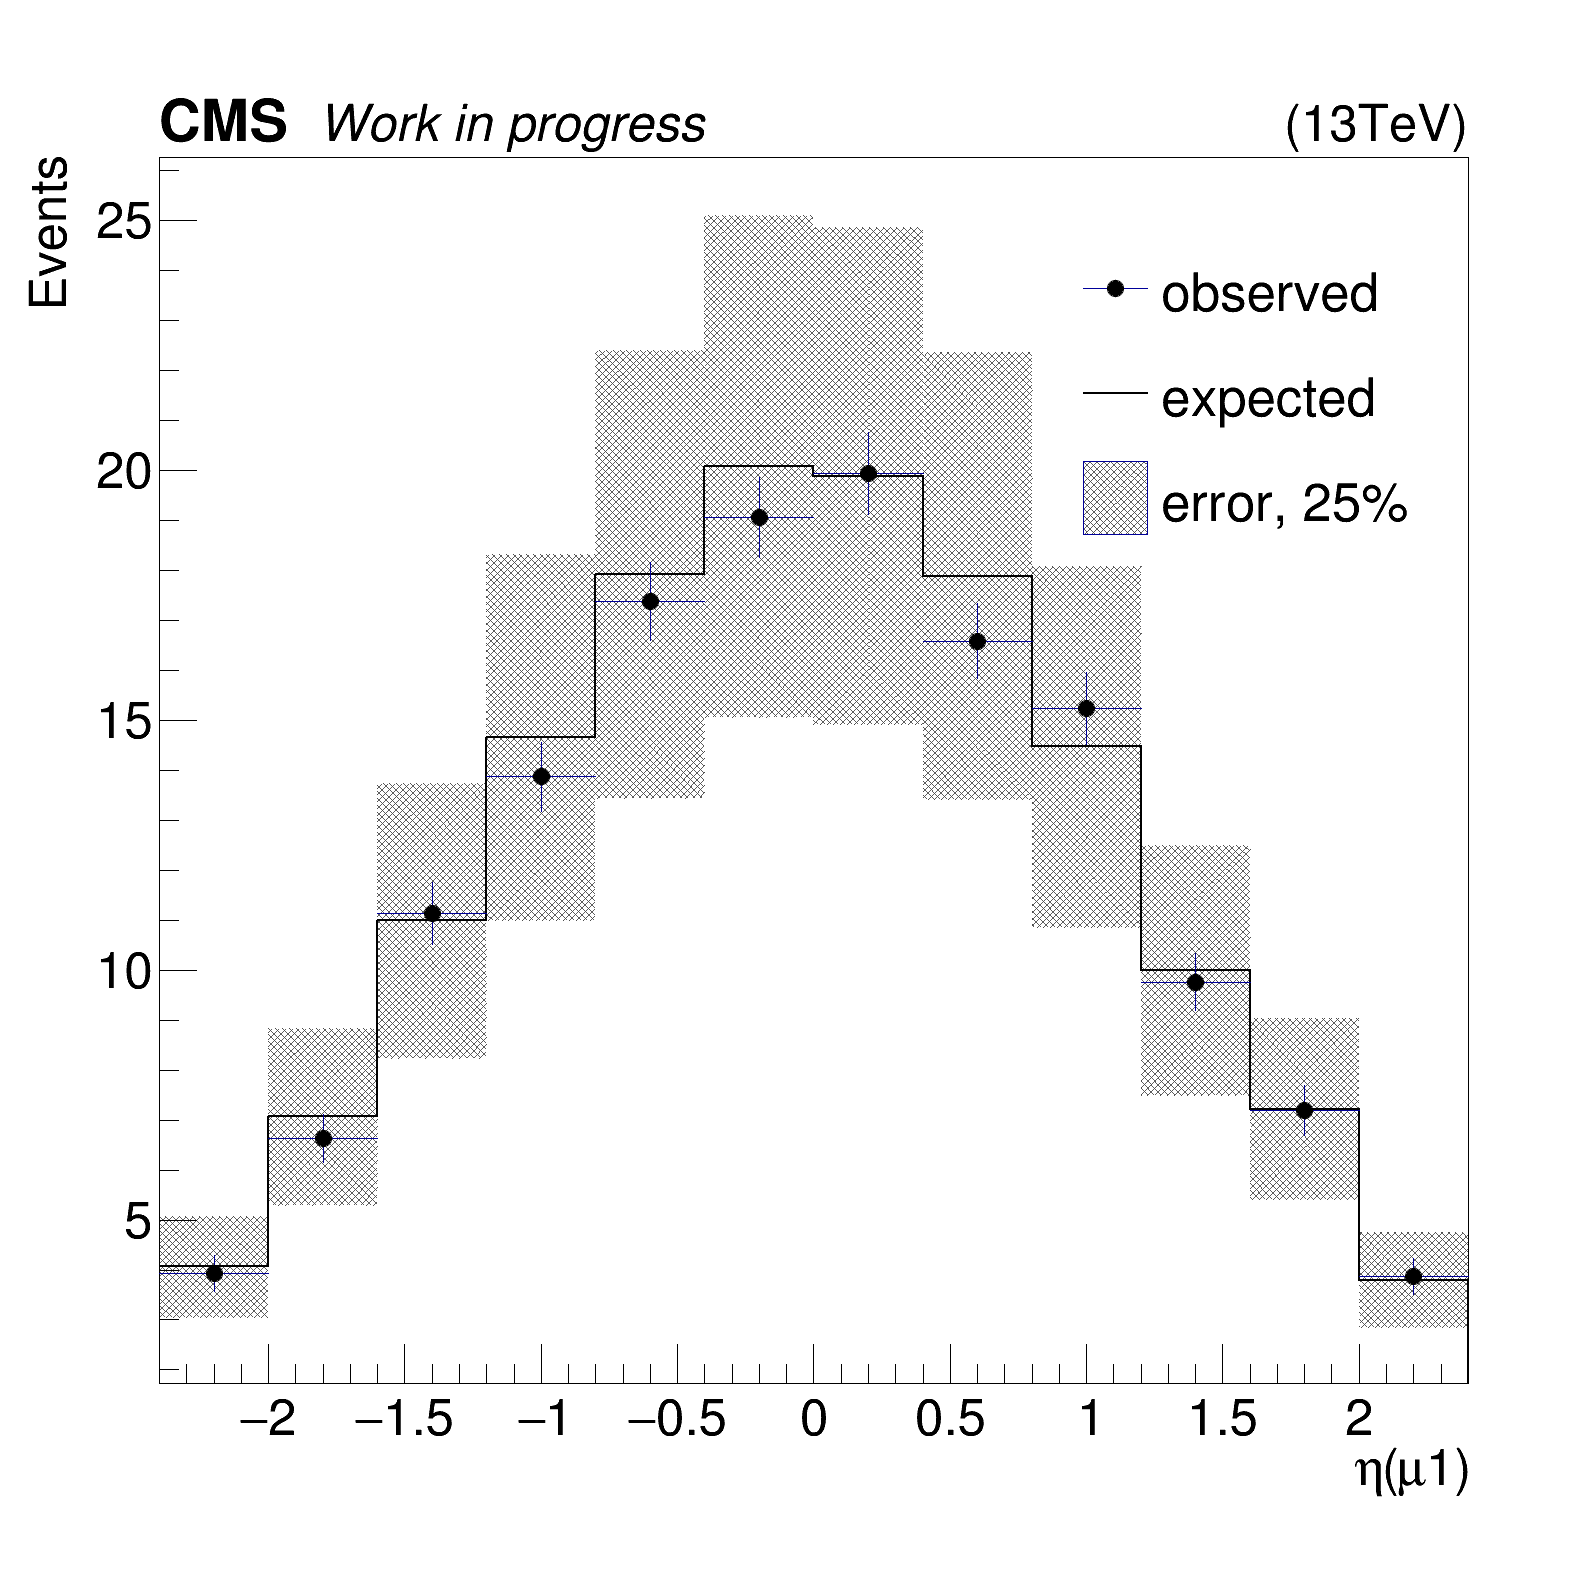 CMS Work in progress (13TeV)
Events
25
20
15
10
5
observed
expected
error, 25%
−2 −1.5 −1 −0.5 0 0.5 1 1.5 2
η(μ1)